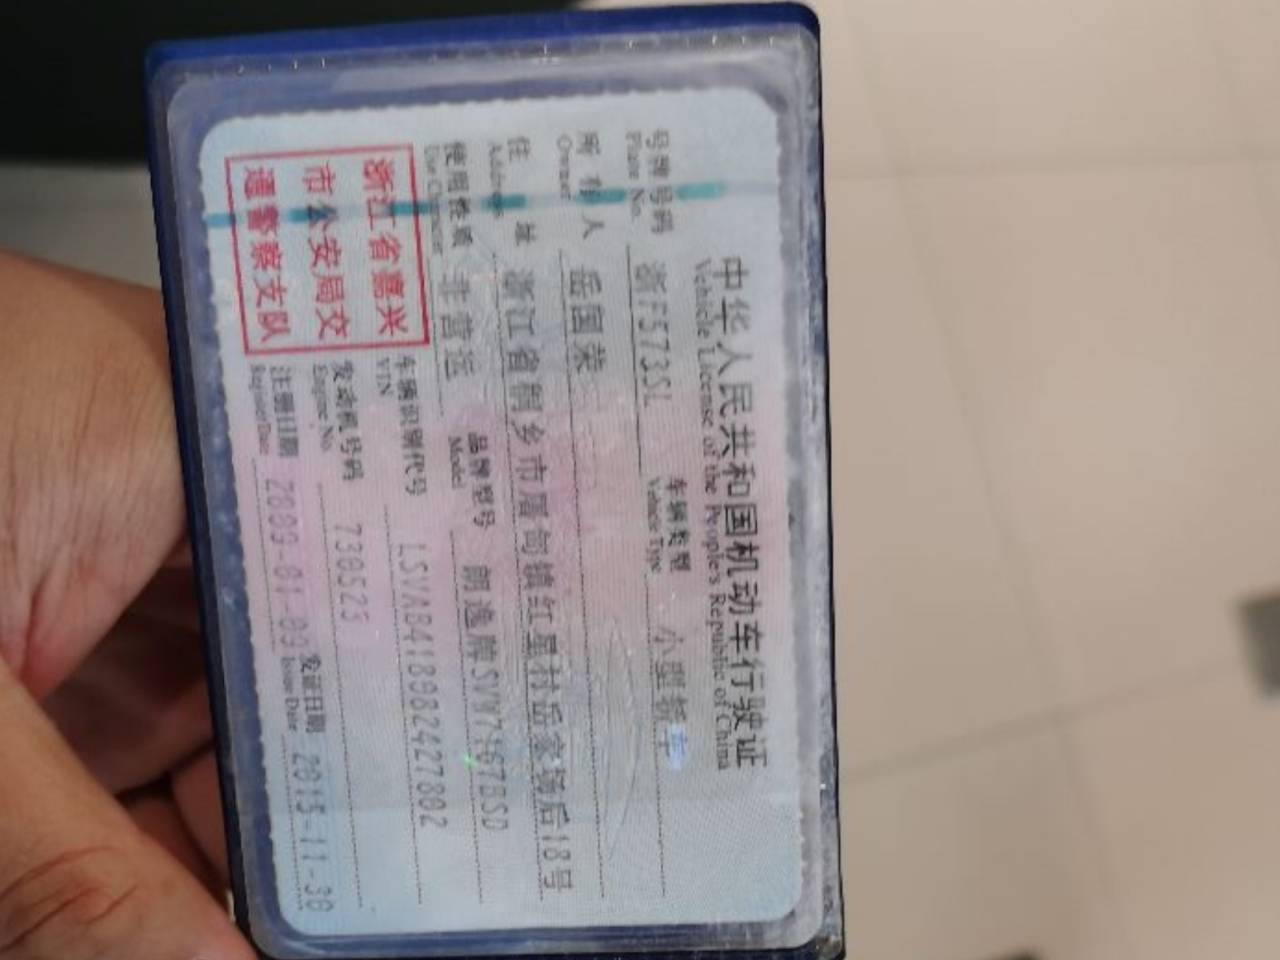 中华人民共和国机动车行驶证
Vehicle License of the People's Republic of China
号牌号码 浙F573SL 车辆类型 小型轿车
Plate No. Vehicle Type
所有人 岳国荣
Owner
住址 浙江省桐乡市屠甸镇红星村岳家场后18号
Address
使用性质 非营运 品牌型号 朗逸牌SVW7167BSD
Use Character Model
浙江省嘉兴
市公安局交
通警察支队
车辆识别代号 LSVAB418082427802
VIN
发动机号码 738523
Engine No.
注册日期 2009-01-09 发证日期 2015-11-30
Register Date Issue Date